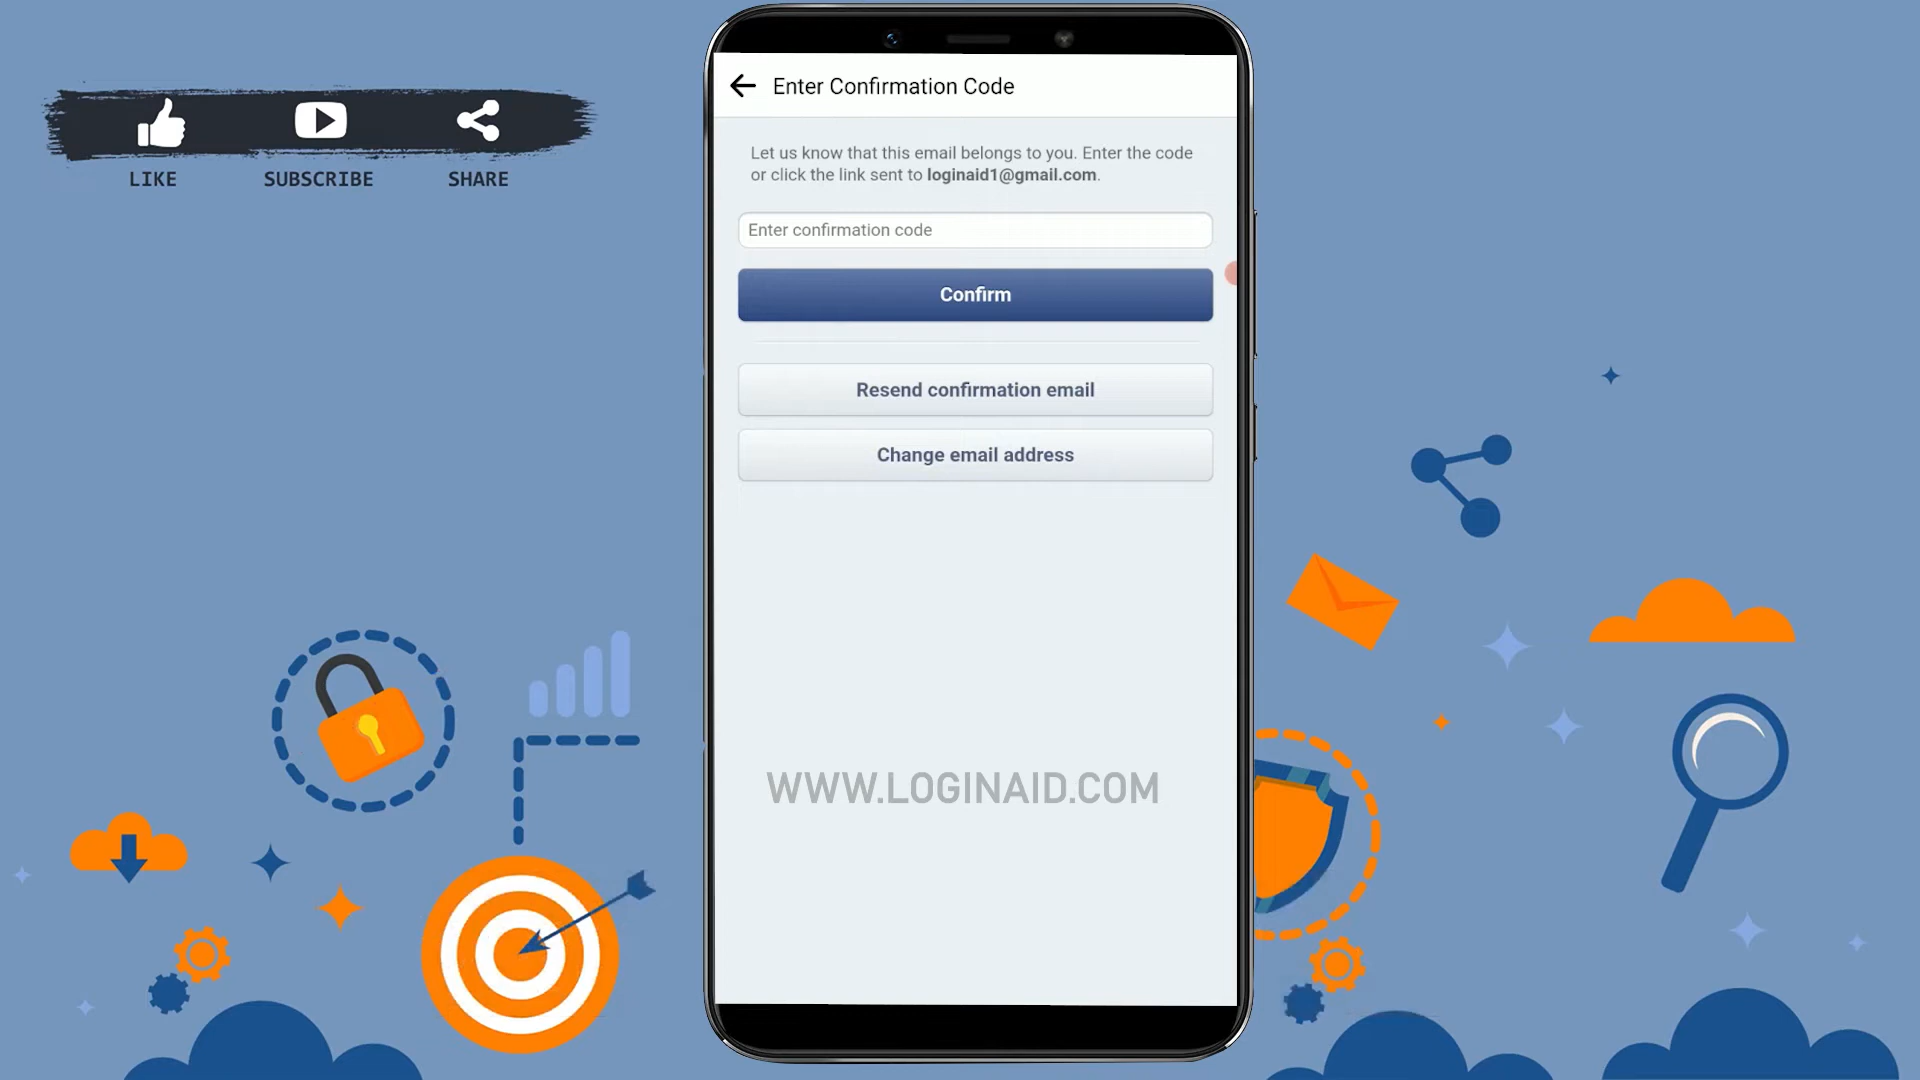 LIKE SUBSCRIBE SHARE
Enter Confirmation Code
Let us know that this email belongs to you. Enter the code
or click the link sent to loginaid1@gmail.com.
Enter confirmation code
Confirm
Resend confirmation email
Change email address
WWW.LOGINAID.COM